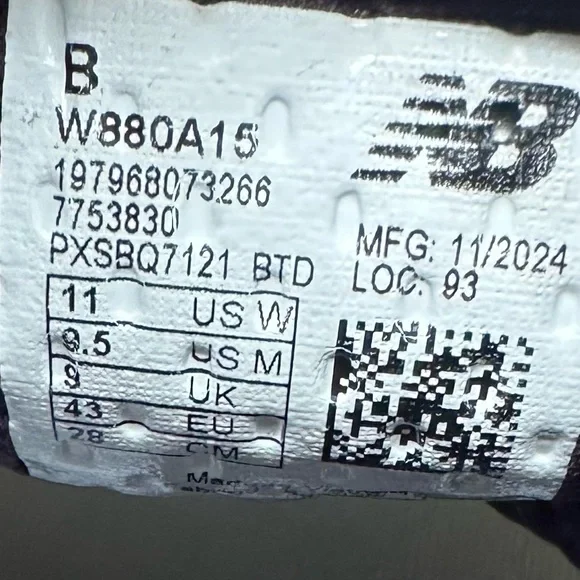 B
NB
W880A15
197968073266
7753830
PXSBQ7121 BTD
MFG: 11/2024
LOC: 93
11 US W
9.5 US M
9 UK
43 EU
28 CM